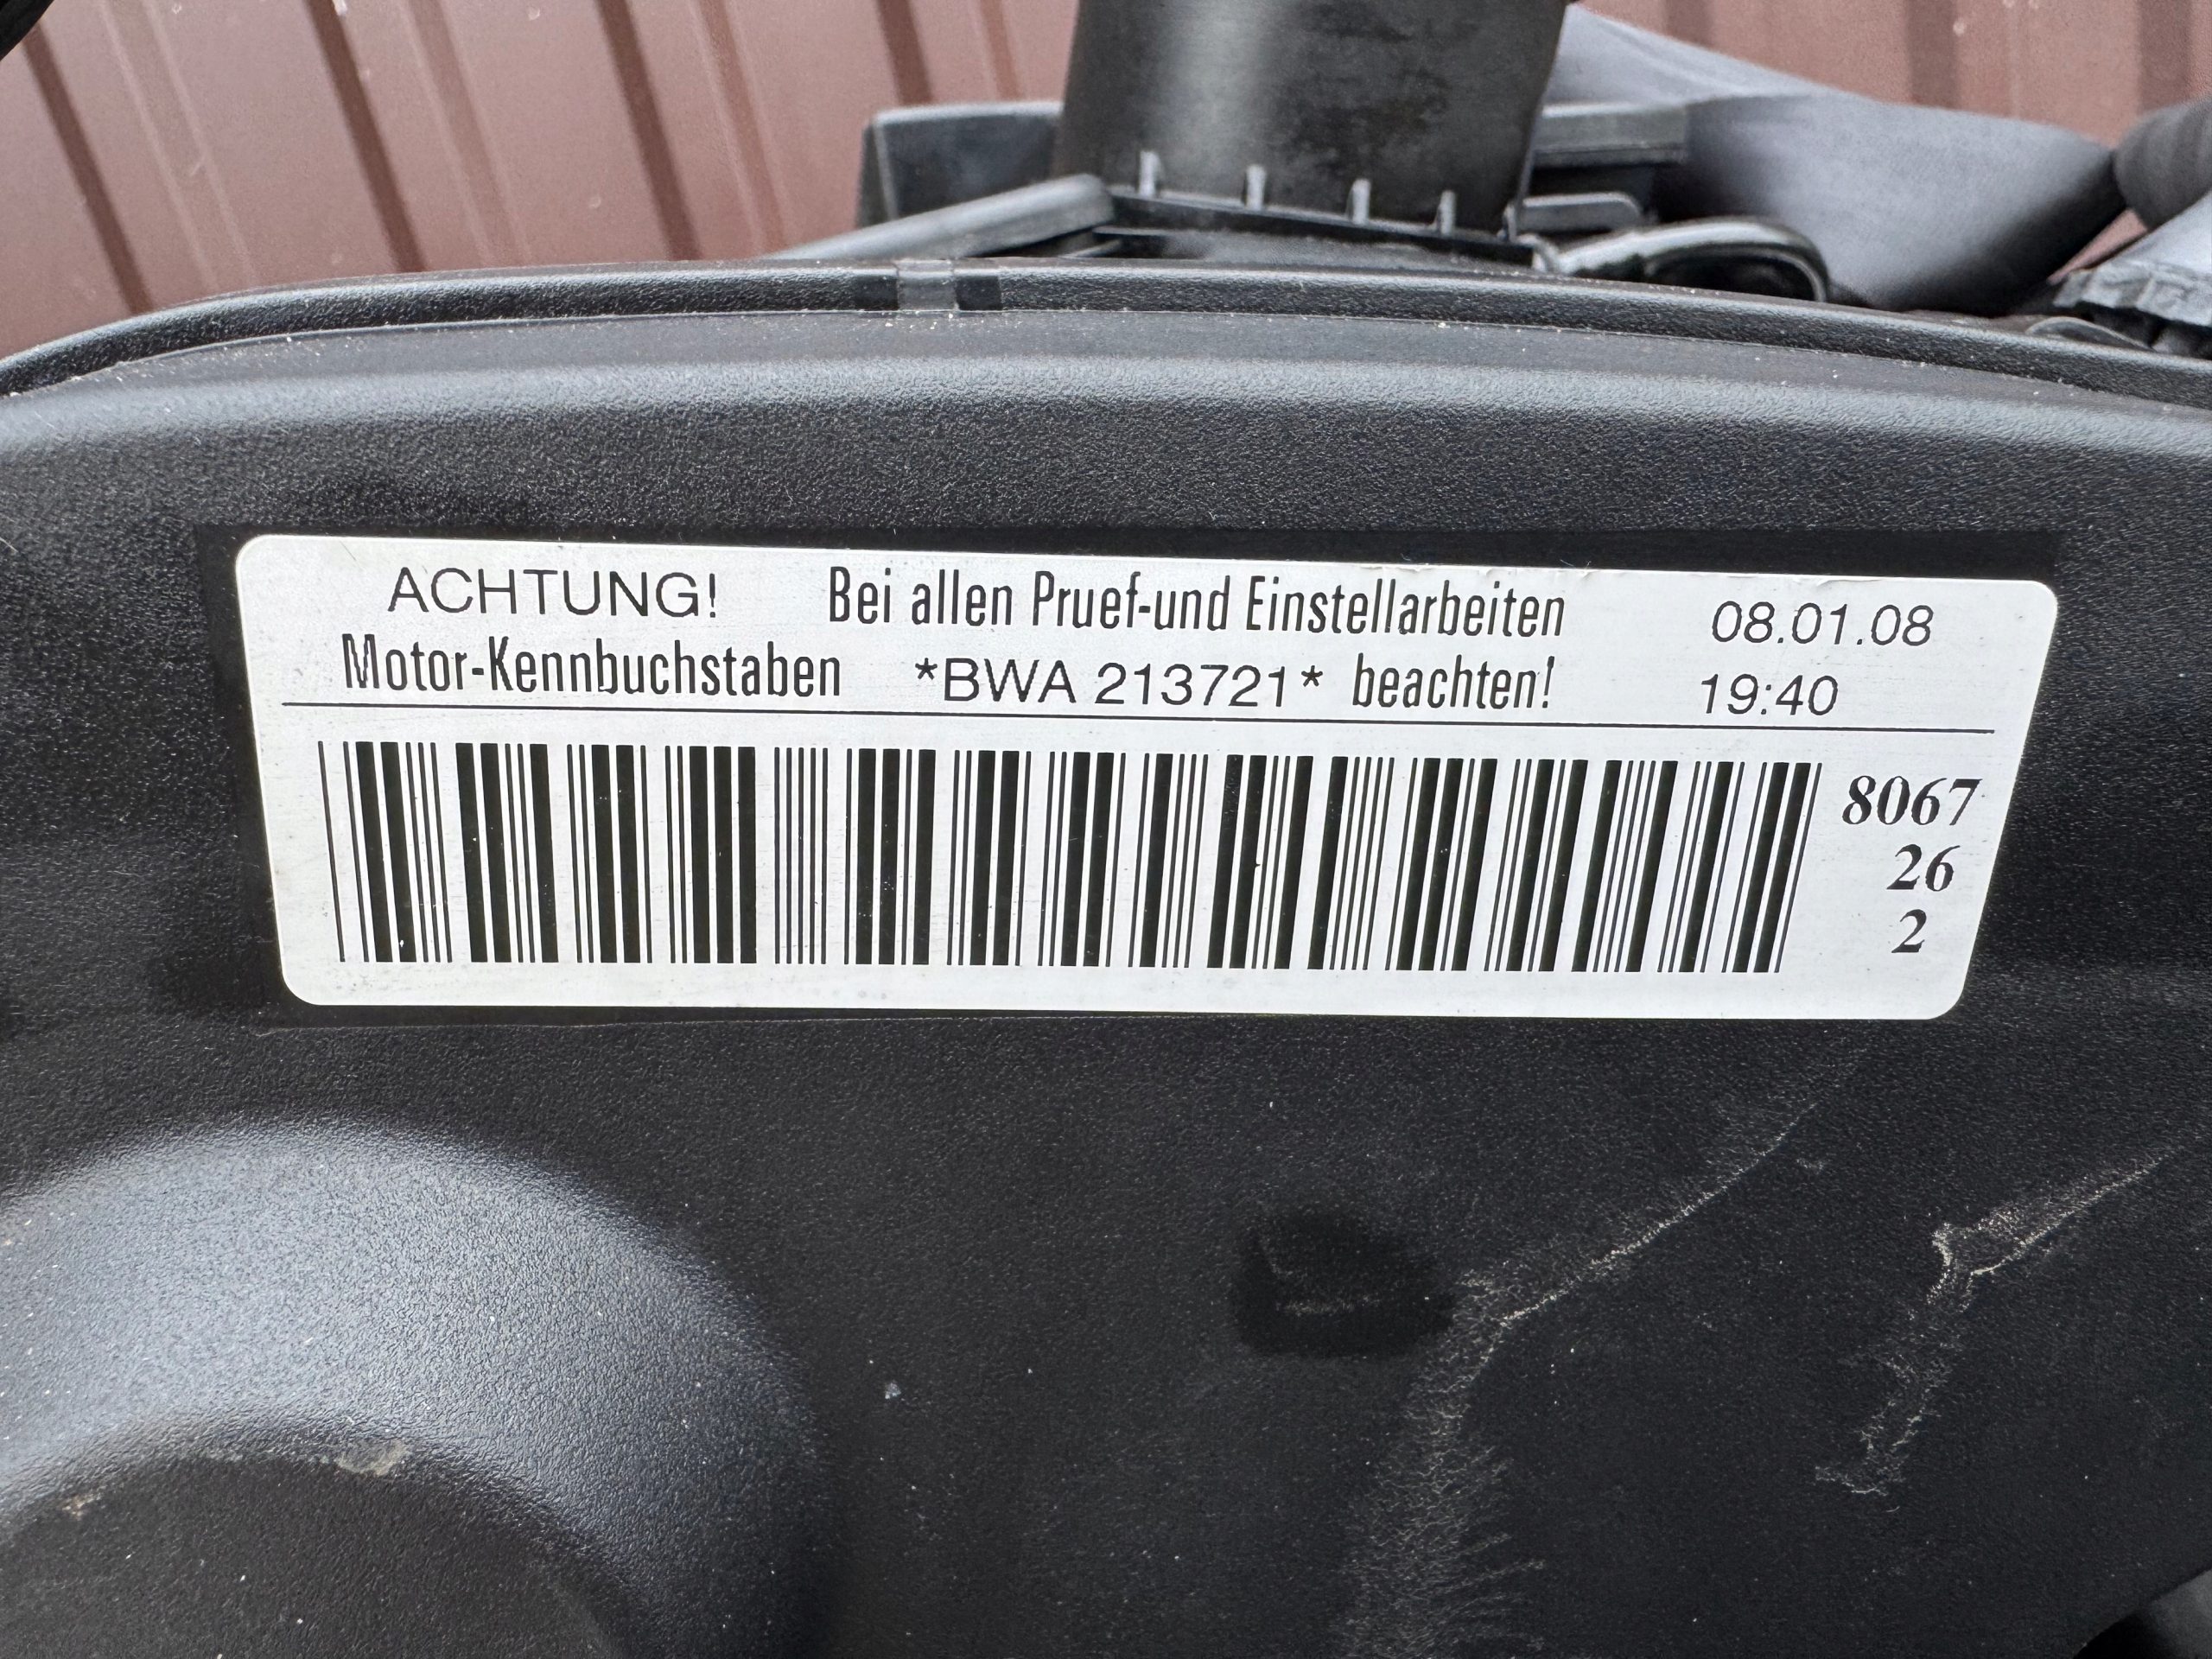 ACHTUNG! Bei allen Pruef-und Einstellarbeiten 08.01.08
Motor-Kennbuchstaben *BWA 213721* beachten! 19:40
8067
26
2